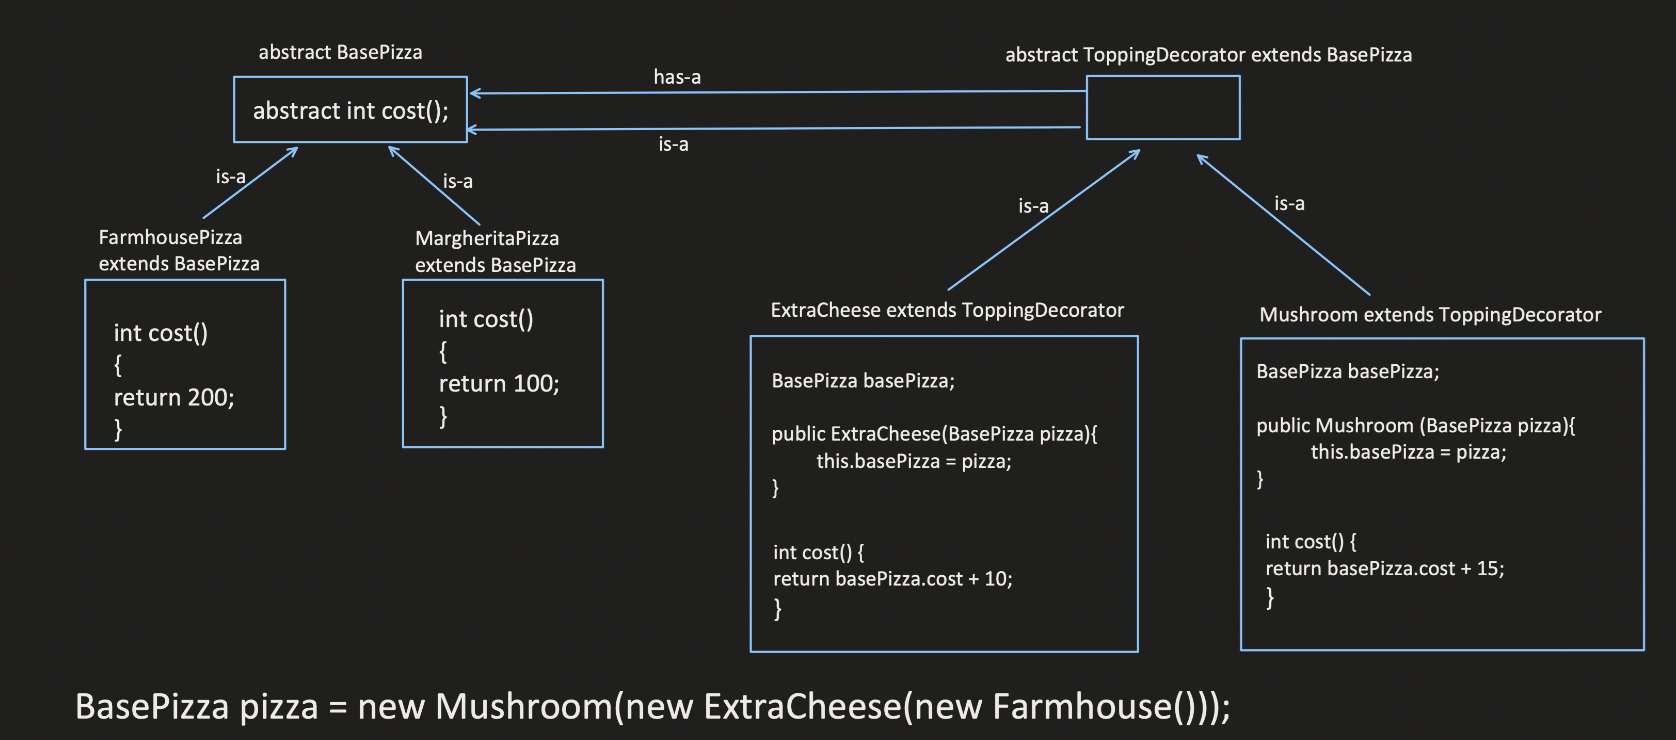 abstract BasePizza
abstract int cost();
has-a
is-a
abstract ToppingDecorator extends BasePizza
is-a
is-a
FarmhousePizza
extends BasePizza
int cost()
{
return 200;
}
MargheritaPizza
extends BasePizza
int cost()
{
return 100;
}
is-a
is-a
ExtraCheese extends ToppingDecorator
BasePizza basePizza;
public ExtraCheese(BasePizza pizza){
this.basePizza = pizza;
}
int cost() {
return basePizza.cost + 10;
}
Mushroom extends ToppingDecorator
BasePizza basePizza;
public Mushroom (BasePizza pizza){
this.basePizza = pizza;
}
int cost() {
return basePizza.cost + 15;
}
BasePizza pizza = new Mushroom(new ExtraCheese(new Farmhouse()));